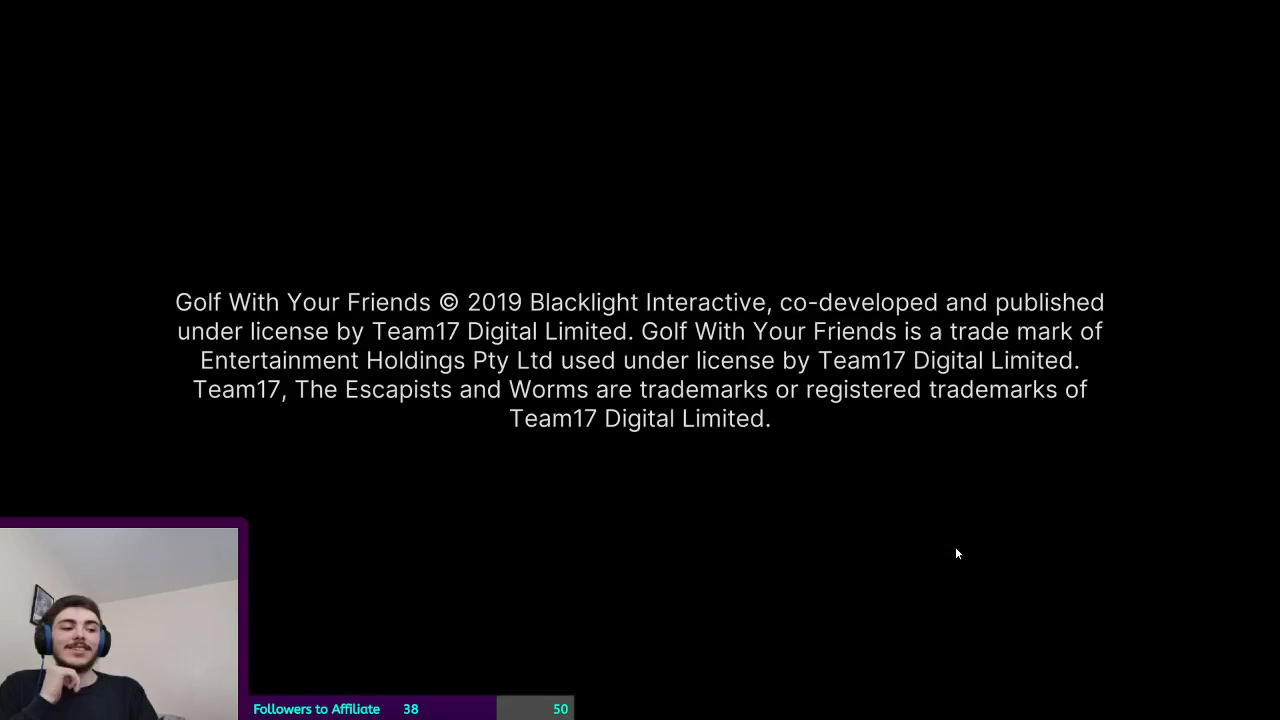 Golf With Your Friends © 2019 Blacklight Interactive, co-developed and published
under license by Team17 Digital Limited. Golf With Your Friends is a trade mark of
Entertainment Holdings Pty Ltd used under license by Team17 Digital Limited.
Team17, The Escapists and Worms are trademarks or registered trademarks of
Team17 Digital Limited.
Followers to Affiliate 38 50